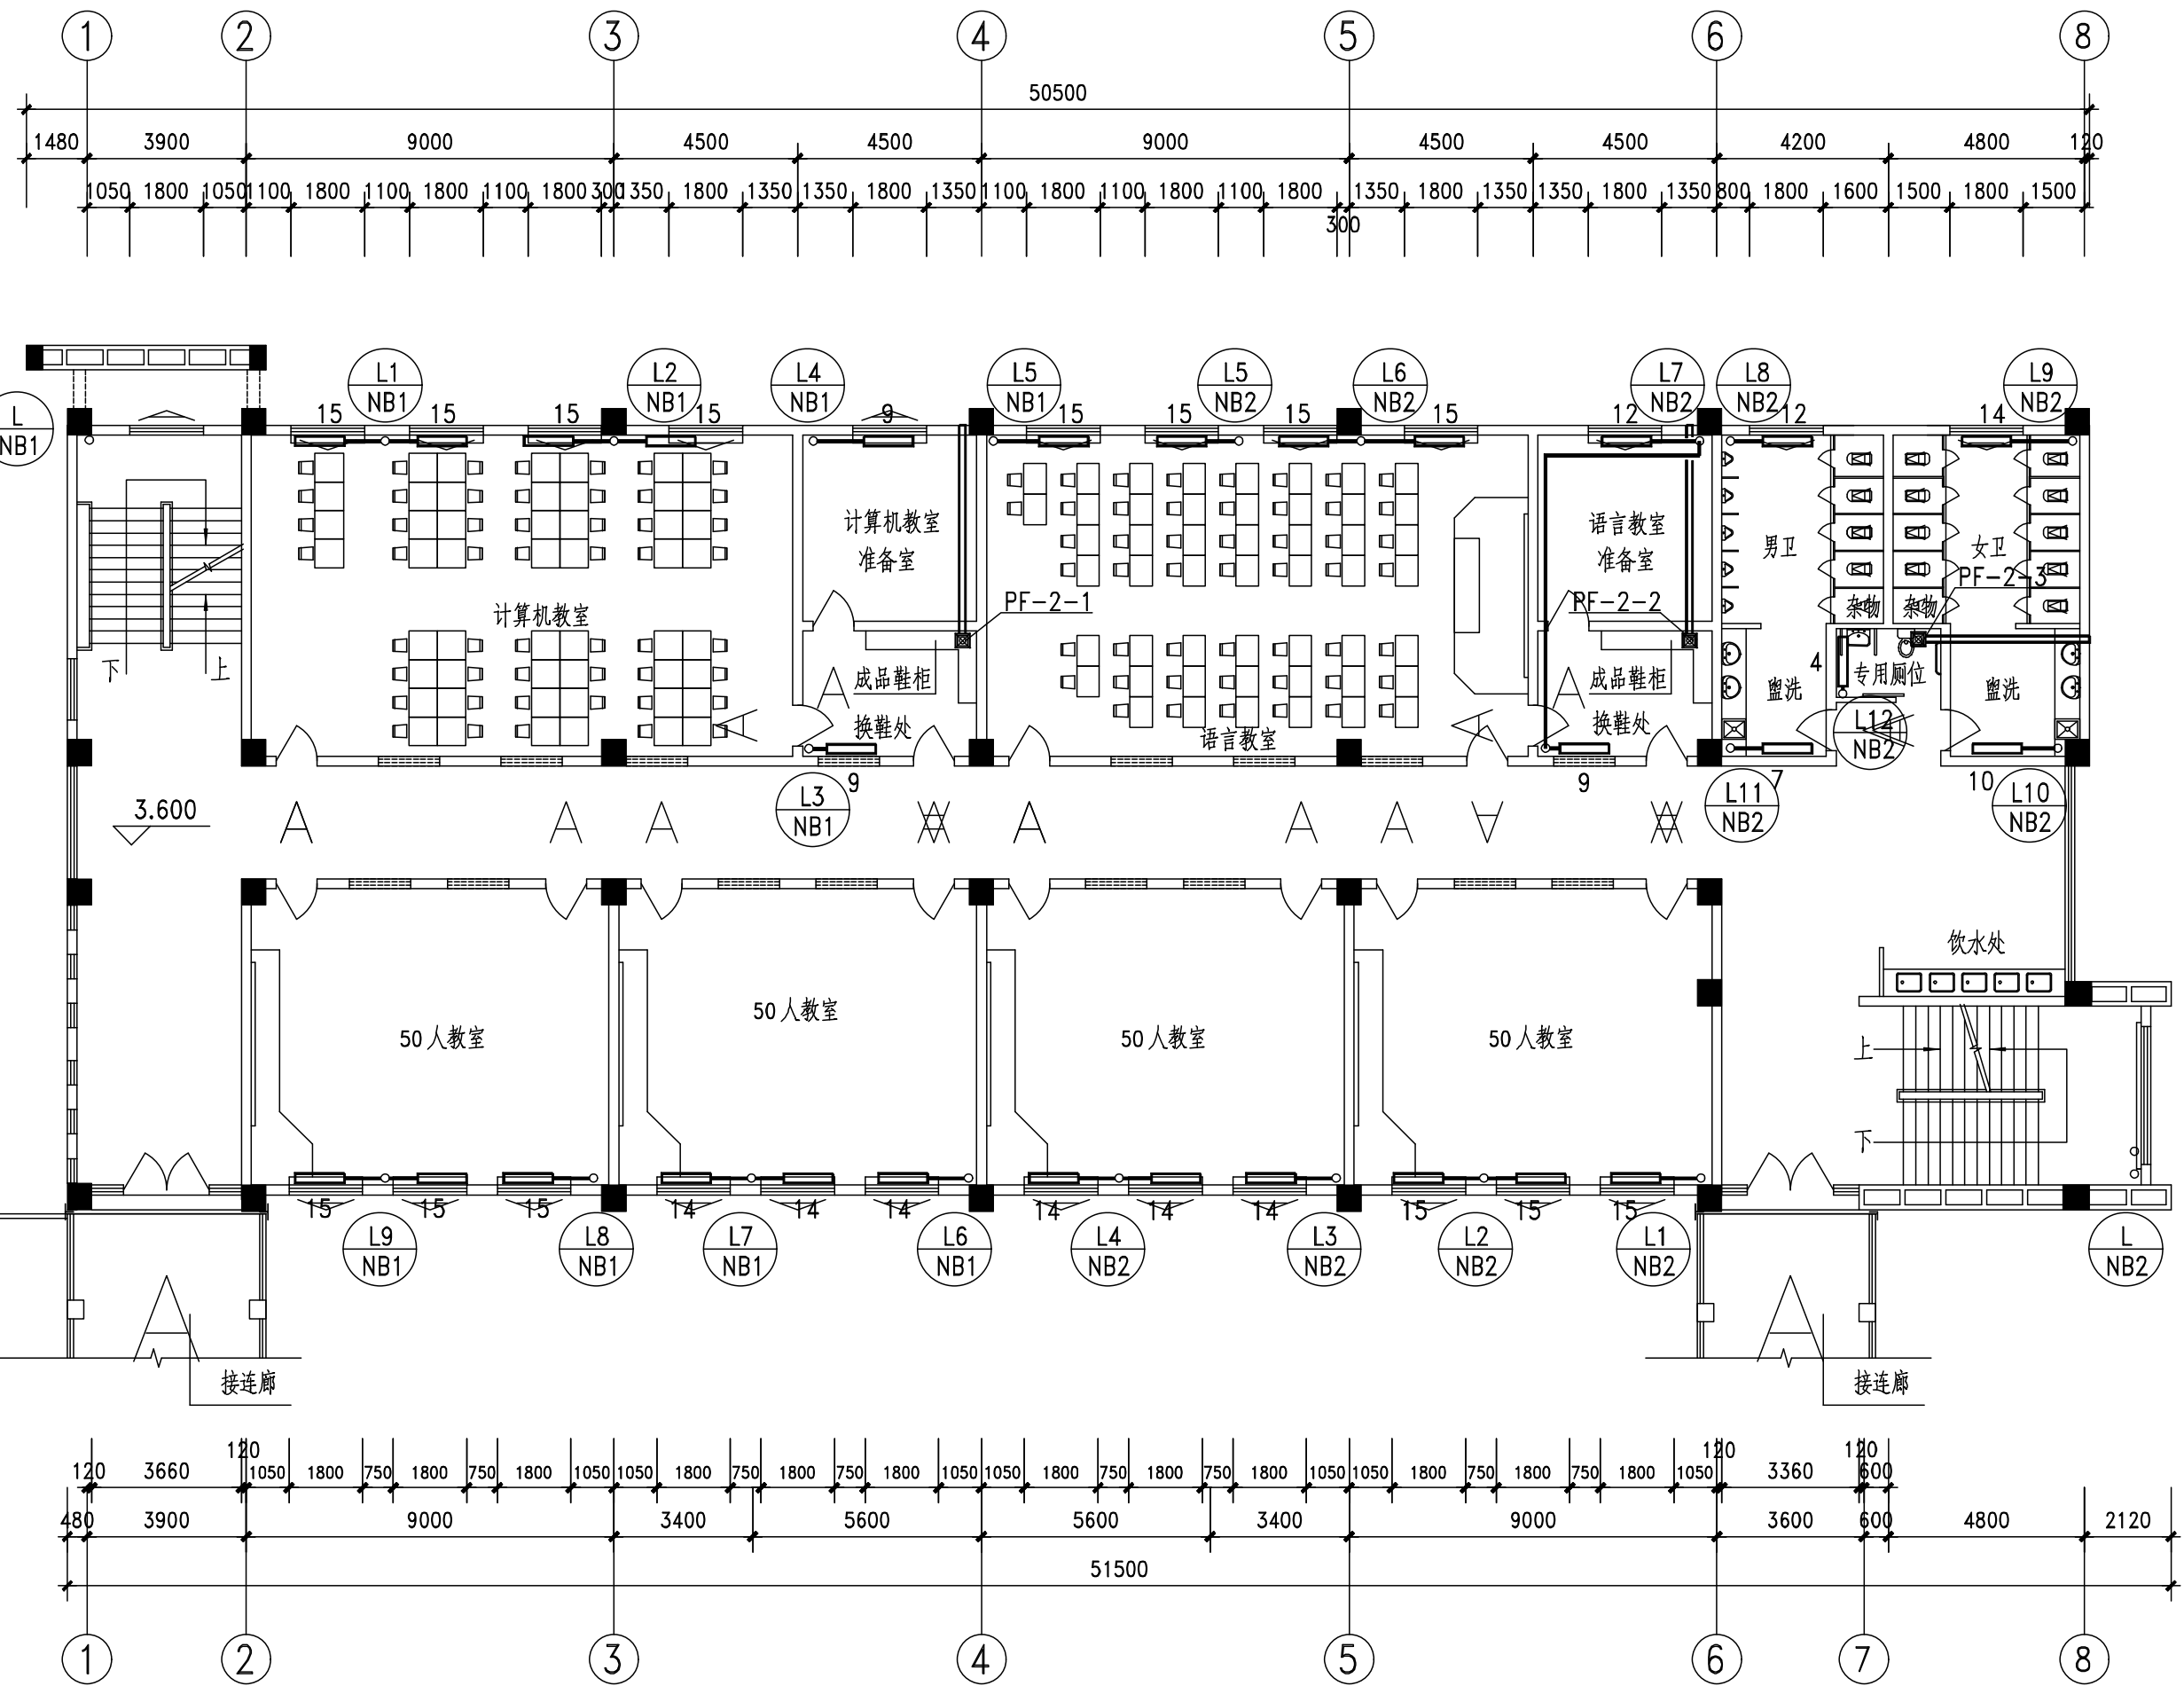 1 2 3 4 5 6 8
50500
1480 3900 9000 4500 4500 9000 4500 4500 4200 4800 120
1050 1800 1050 1100 1800 1100 1800 1100 1800 300 1350 1800 1350 1350 1800 1350 1100 1800 1100 1800 1100 1800 1350 1800 1350 1350 1800 1350 800 1800 1600 1500 1800 1500
300
L
NB1
L1
NB1
L2
NB1
L4
NB1
L5
NB1
L5
NB2
L6
NB2
L7
NB2
L8
NB2
L9
NB2
15 15 15 15 9 15 15 15 15 12 12 14
计算机教室
准备室
语言教室
准备室
男卫
女卫
PF-2-3
杂物
杂物
PF-2-1
PF-2-2
计算机教室
下
上
成品鞋柜
换鞋处
成品鞋柜
换鞋处
4
专用厕位
盥洗
盥洗
语言教室
L12
NB2
9
9
7
10
L3
NB1
L11
NB2
L10
NB2
3.600
饮水处
50人教室
50人教室
50人教室
50人教室
上
下
15 15 15 14 14 14 14 14 14 15 15 15
L9
NB1
L8
NB1
L7
NB1
L6
NB1
L4
NB2
L3
NB2
L2
NB2
L1
NB2
L
NB2
接连廊
接连廊
120 120 120
120 3660 1050 1800 750 1800 750 1800 1050 1050 1800 750 1800 750 1800 1050 1050 1800 750 1800 750 1800 1050 1050 1800 750 1800 750 1800 1050 3360 600
480 3900 9000 3400 5600 5600 3400 9000 3600 600 4800 2120
51500
1 2 3 4 5 6 7 8